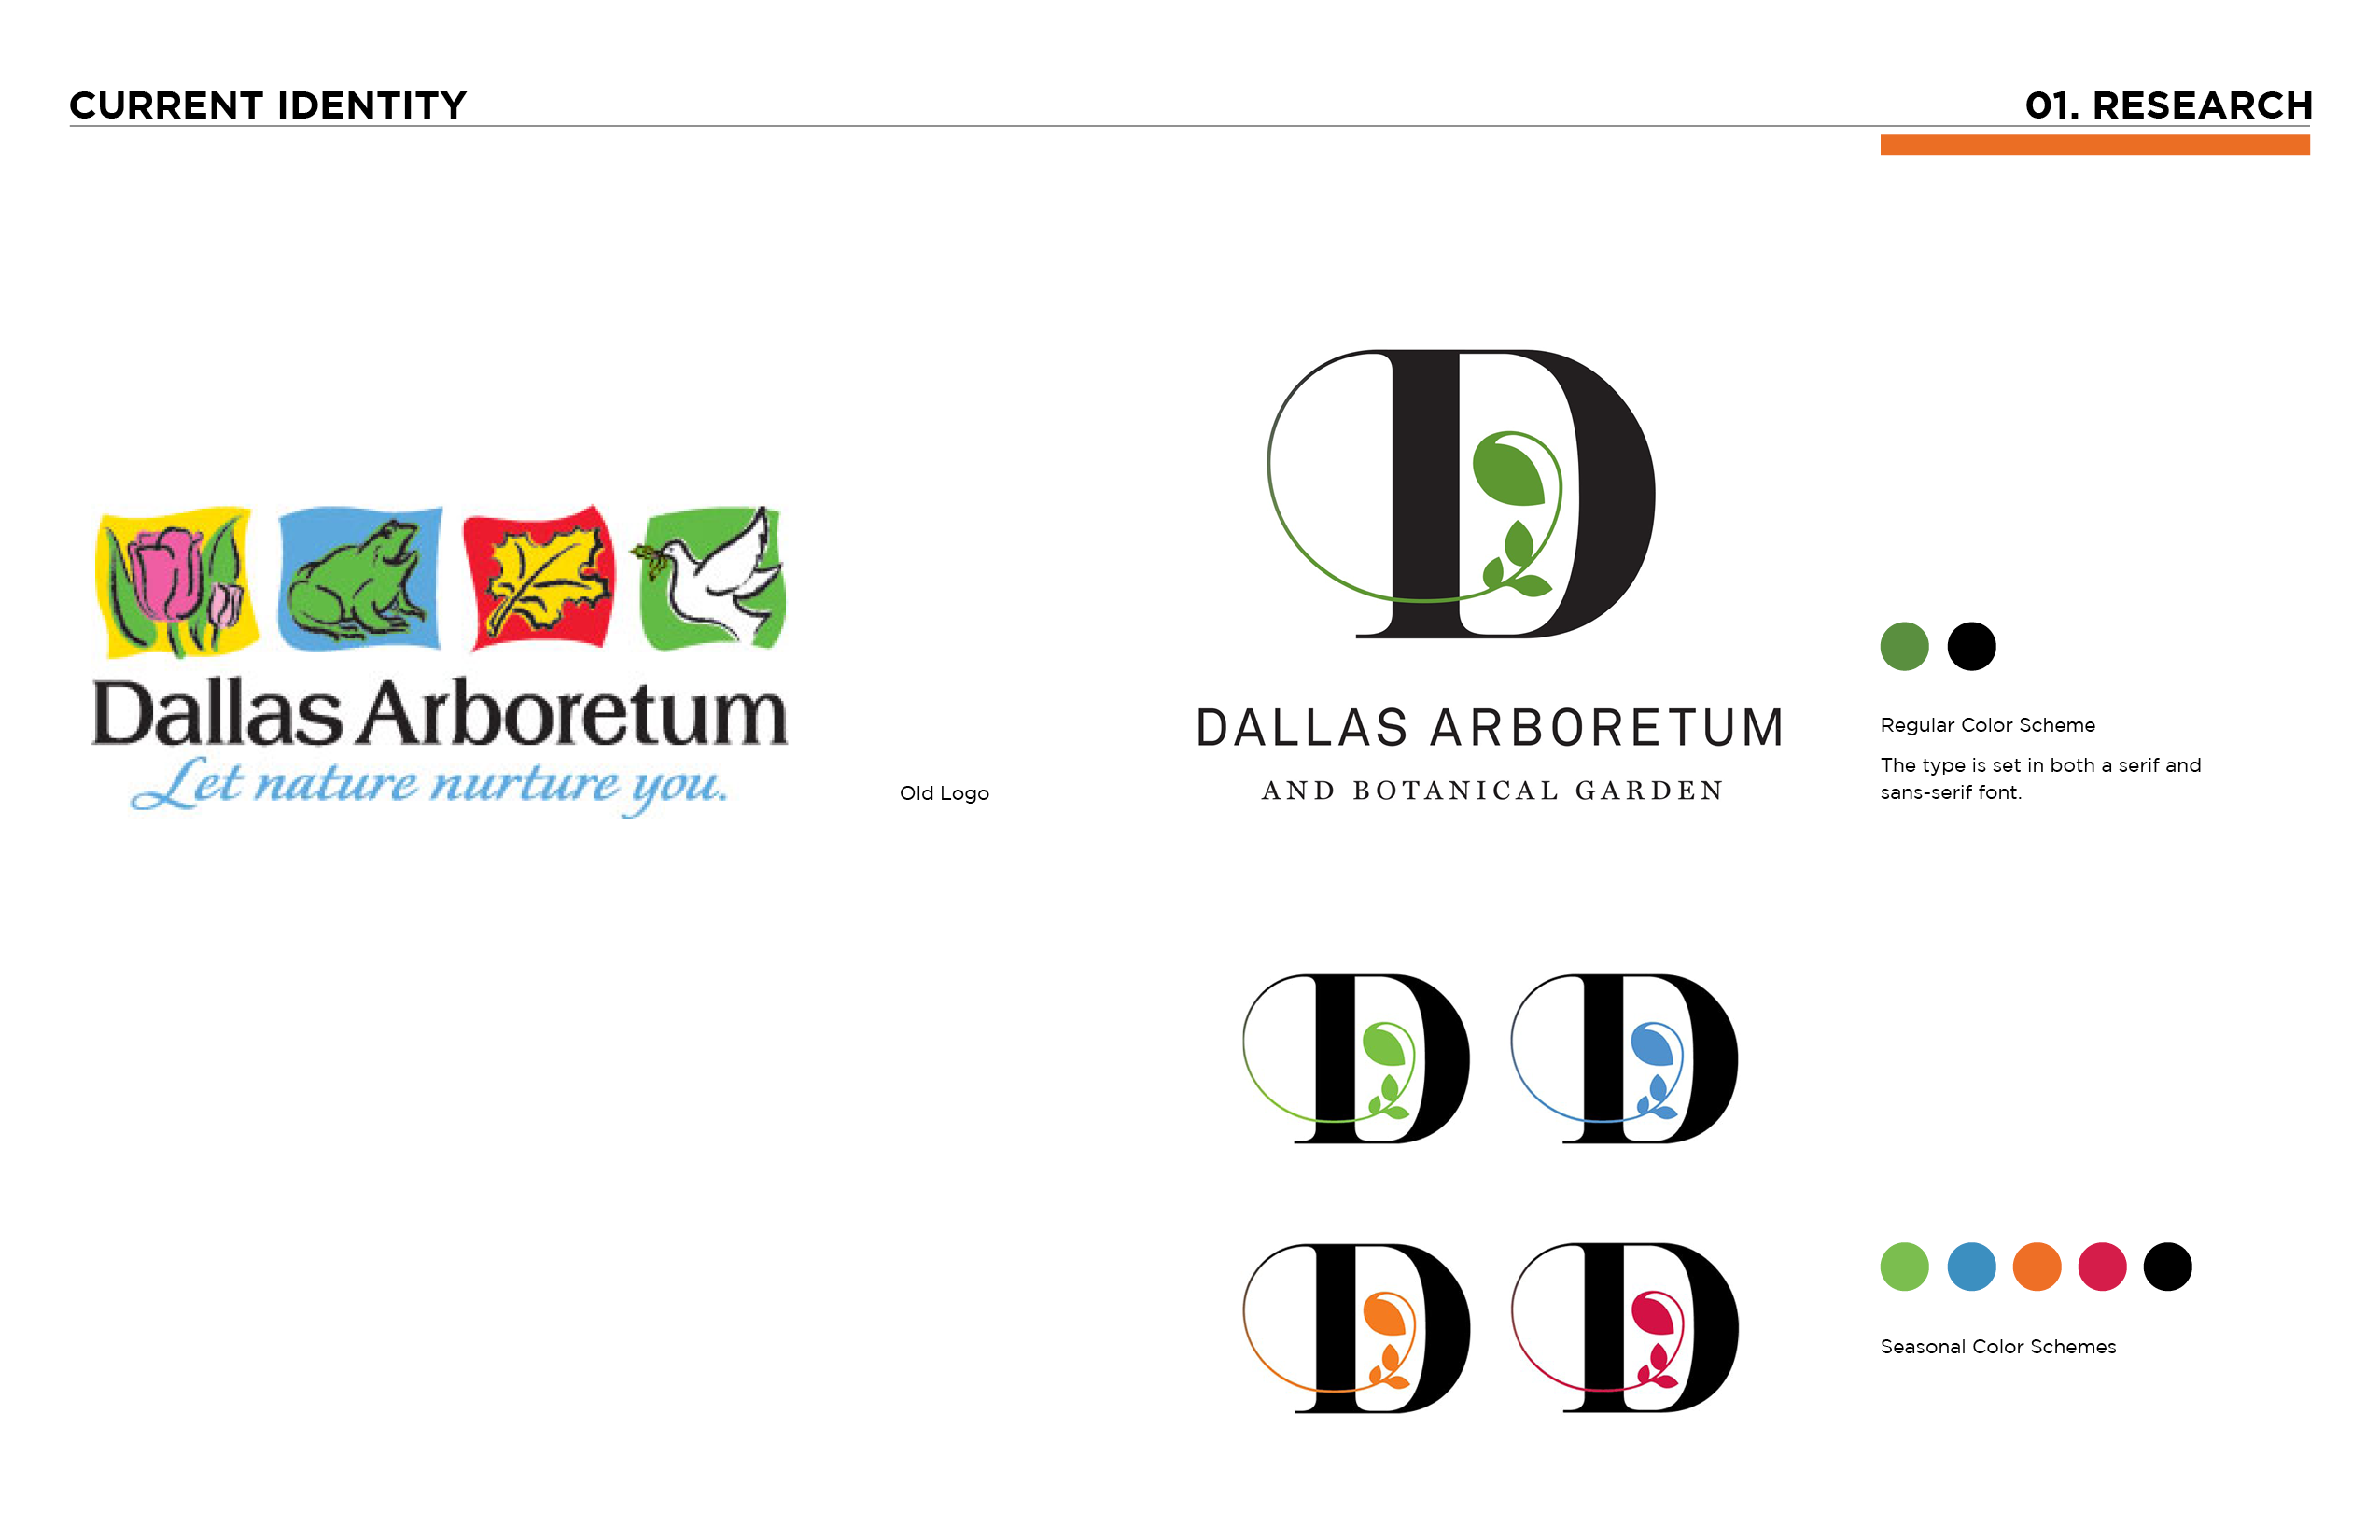 CURRENT IDENTITY
01. RESEARCH
Dallas Arboretum
Let nature nurture you.
Old Logo
D
DALLAS ARBORETUM
AND BOTANICAL GARDEN
Regular Color Scheme
The type is set in both a serif and
sans-serif font.
D D
D D
Seasonal Color Schemes